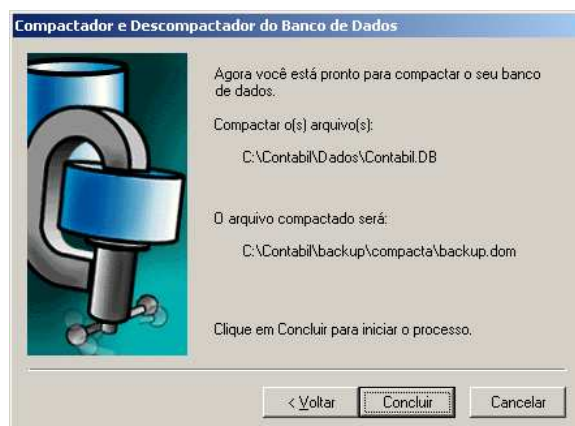 Compactador e Descompactador do Banco de Dados
Agora você está pronto para compactar o seu banco
de dados.
Compactar o(s) arquivo(s):
C:\Contabil\Dados\Contabil.DB
O arquivo compactado será:
C:\Contabil\backup\compacta\backup.dom
Clique em Concluir para iniciar o processo.
< Voltar Concluir Cancelar